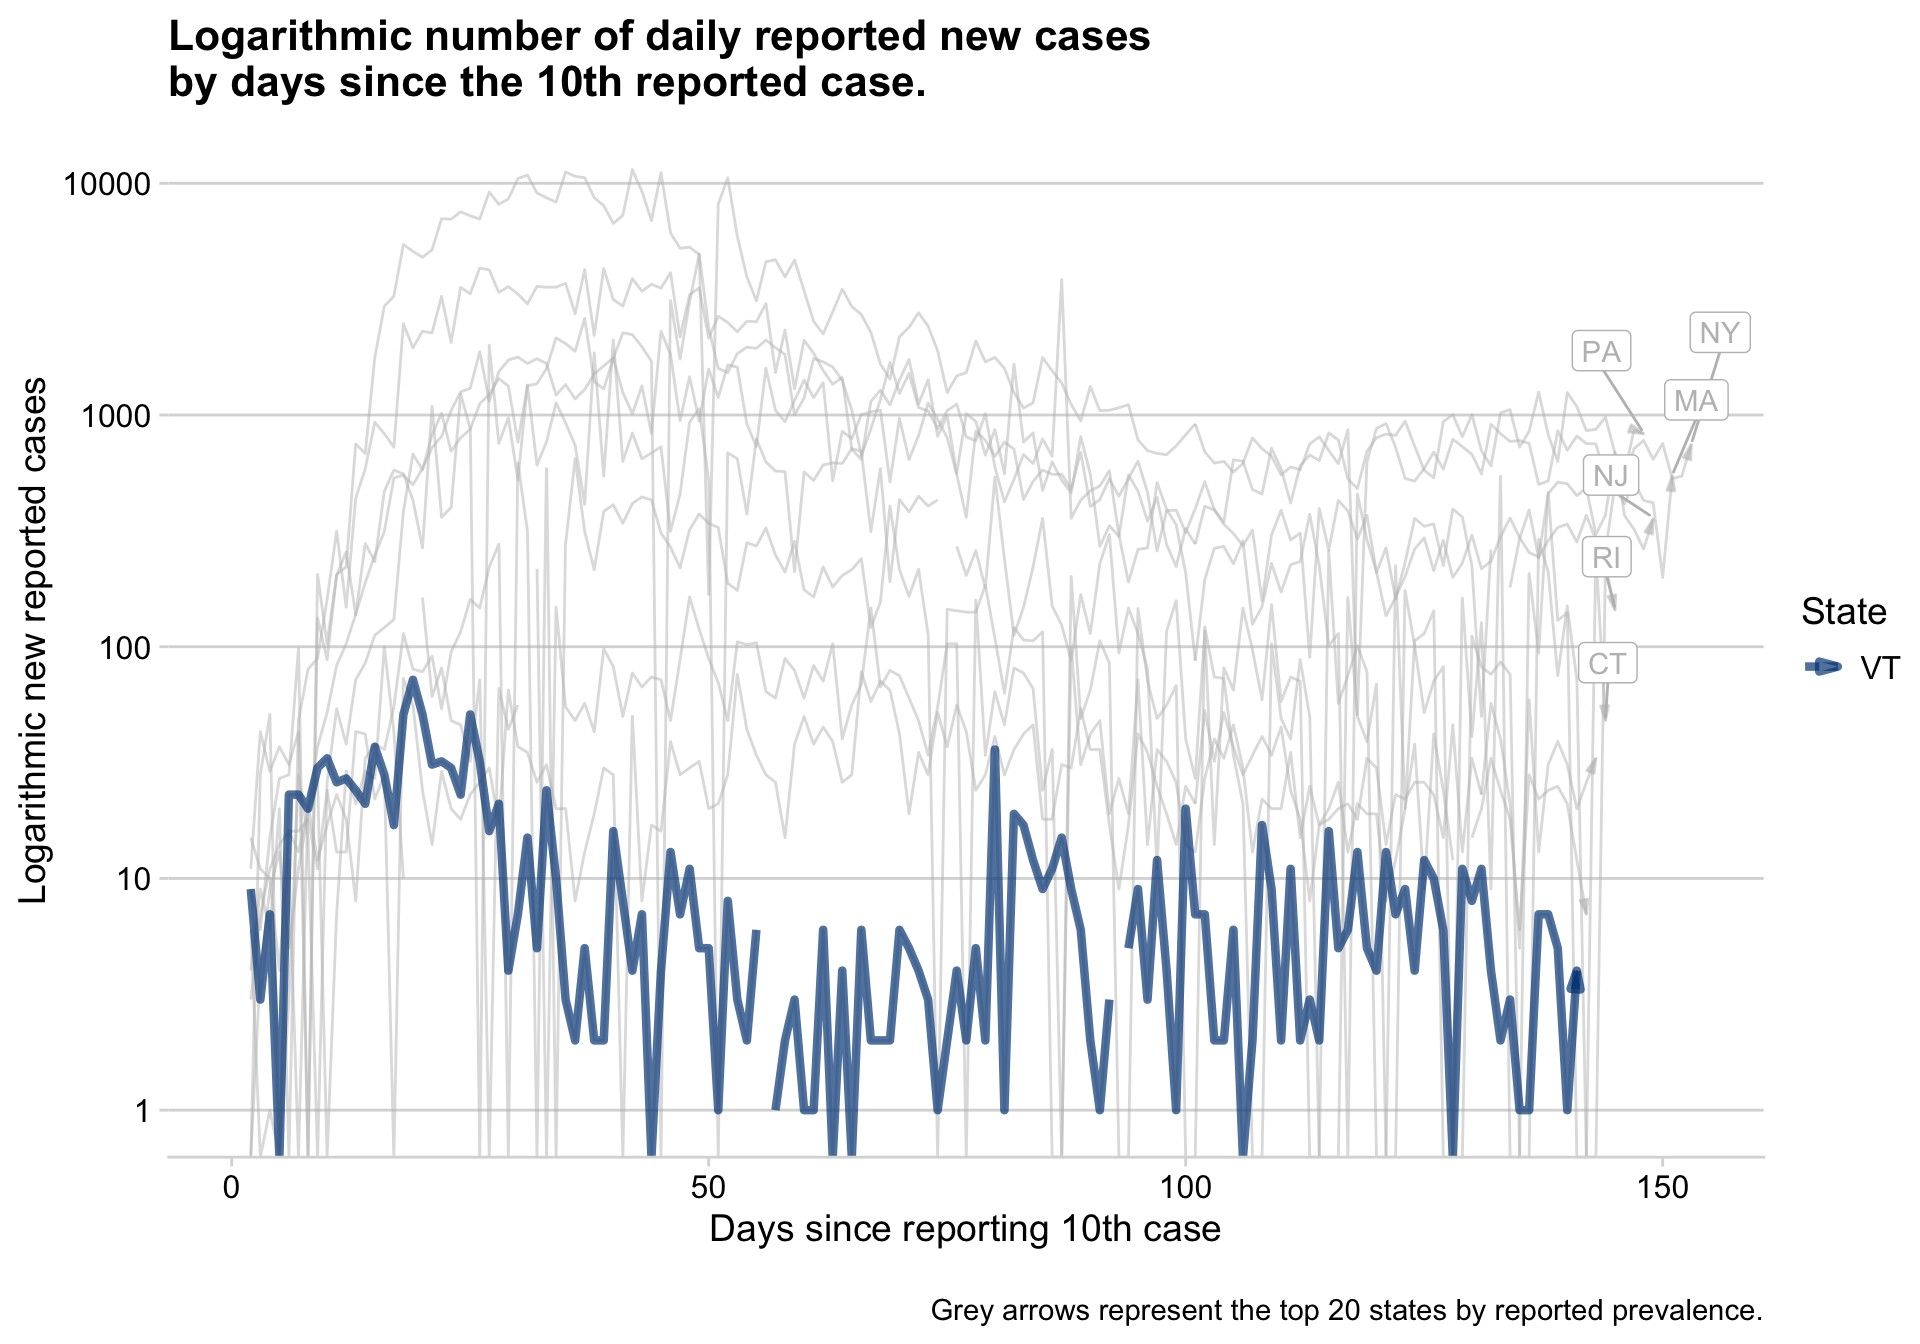 Logarithmic number of daily reported new cases
by days since the 10th reported case.
Logarithmic new reported cases
10000
1000
100
10
1
PA
NY
MA
NJ
RI
CT
State
VT
0
50
100
150
Days since reporting 10th case
Grey arrows represent the top 20 states by reported prevalence.